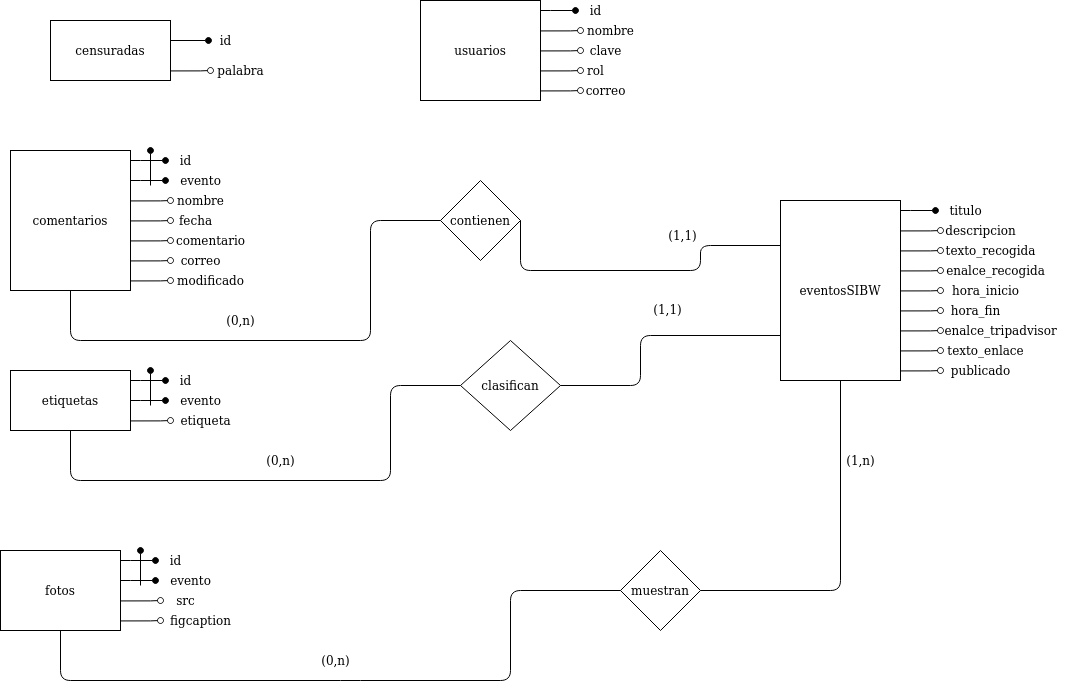 censuradas
id
palabra
usuarios
id
nombre
clave
rol
correo
comentarios
id
evento
nombre
fecha
comentario
correo
modificado
(0,n)
contienen
(1,1)
eventosSIBW
titulo
descripcion
texto_recogida
enalce_recogida
hora_inicio
hora_fin
enalce_tripadvisor
texto_enlace
publicado
etiquetas
id
evento
etiqueta
(0,n)
clasifican
(1,1)
fotos
id
evento
src
figcaption
(0,n)
muestran
(1,n)